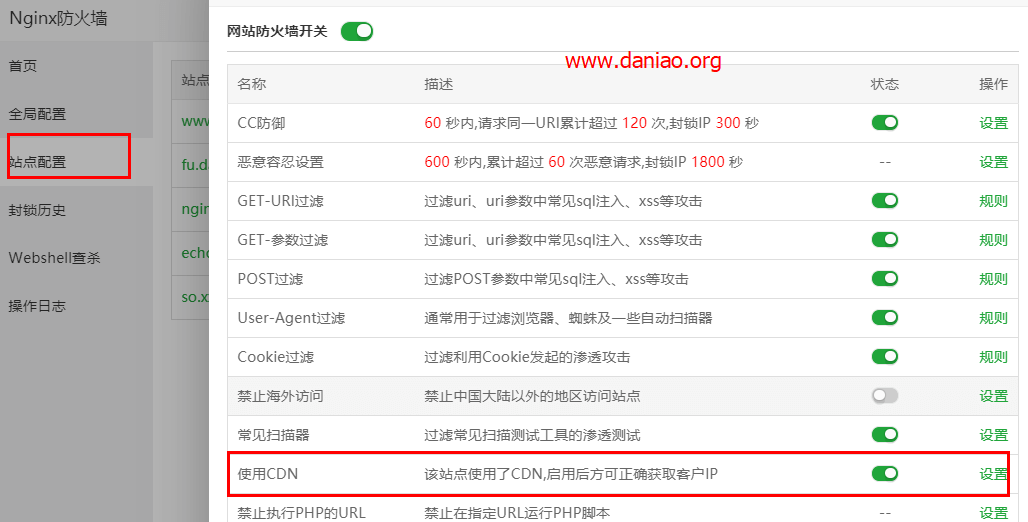 Nginx防火墙
首页
全局配置
站点配置
封锁历史
Webshell查杀
操作日志
站点
www
fu.d
ngin
echo
so.x
网站防火墙开关
www.daniao.org
名称 描述 状态 操作
CC防御 60 秒内,请求同一URI累计超过 120 次,封锁IP 300 秒 设置
恶意容忍设置 600 秒内,累计超过 60 次恶意请求,封锁IP 1800 秒 -- 设置
GET-URI过滤 过滤uri、uri参数中常见sql注入、xss等攻击 规则
GET-参数过滤 过滤uri、uri参数中常见sql注入、xss等攻击 规则
POST过滤 过滤POST参数中常见sql注入、xss等攻击 规则
User-Agent过滤 通常用于过滤浏览器、蜘蛛及一些自动扫描器 规则
Cookie过滤 过滤利用Cookie发起的渗透攻击 规则
禁止海外访问 禁止中国大陆以外的地区访问站点 设置
常见扫描器 过滤常见扫描测试工具的渗透测试 设置
使用CDN 该站点使用了CDN,启用后方可正确获取客户IP 设置
禁止执行PHP的URL 禁止在指定URL运行PHP脚本 -- 设置